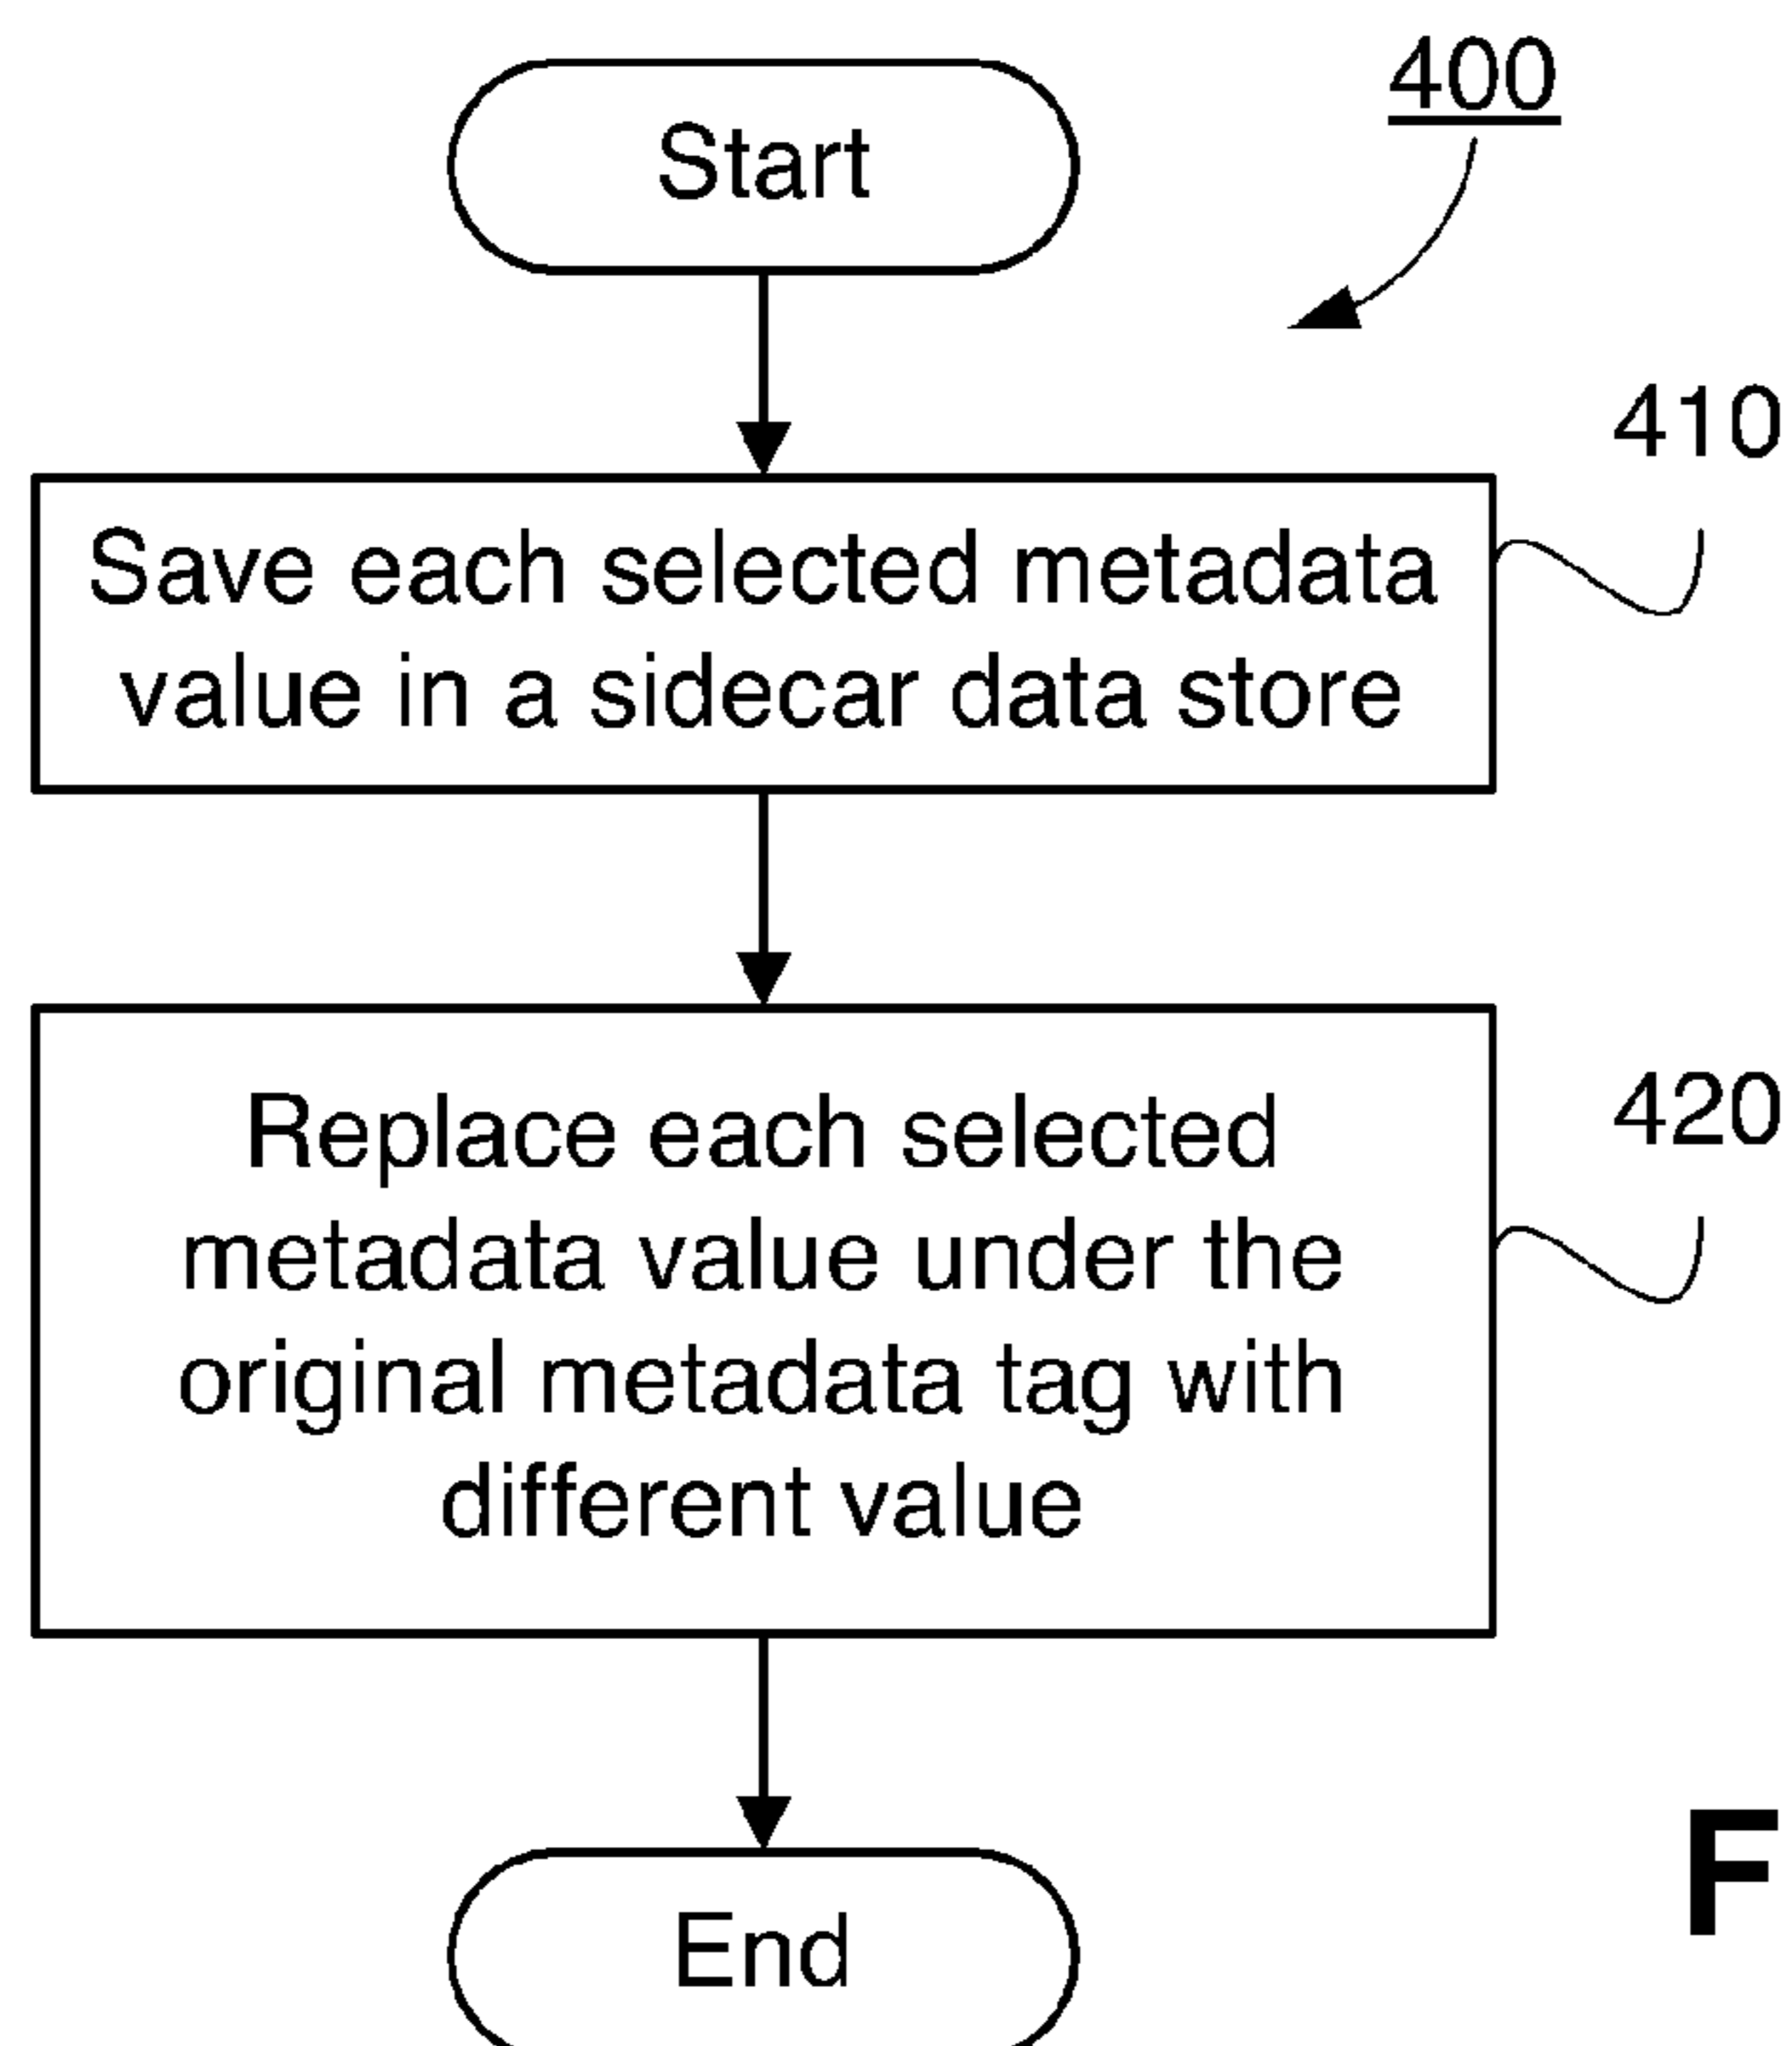 Start
400
410
Save each selected metadata
value in a sidecar data store
420
Replace each selected
metadata value under the
original metadata tag with
different value
F
End